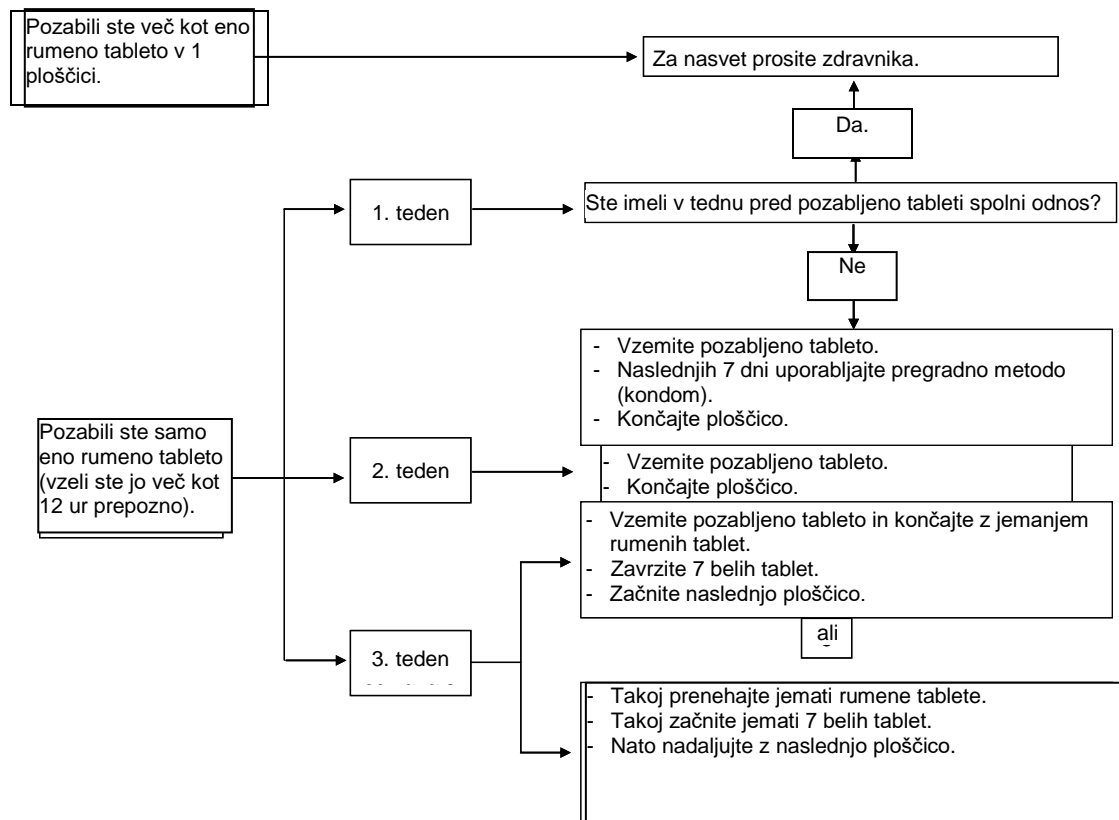 Pozabili ste več kot eno
rumeno tableto v 1
ploščici.
Za nasvet prosite zdravnika.
Da.
1. teden
Ste imeli v tednu pred pozabljeno tableti spolni odnos?
Ne
- Vzemite pozabljeno tableto.
- Naslednjih 7 dni uporabljajte pregradno metodo
(kondom).
- Končajte ploščico.
Pozabili ste samo
eno rumeno tableto
(vzeli ste jo več kot
12 ur prepozno).
2. teden
- Vzemite pozabljeno tableto.
- Končajte ploščico.
- Vzemite pozabljeno tableto in končajte z jemanjem
rumenih tablet.
- Zavrzite 7 belih tablet.
- Začnite naslednjo ploščico.
ali
3. teden
- Takoj prenehajte jemati rumene tablete.
- Takoj začnite jemati 7 belih tablet.
- Nato nadaljujte z naslednjo ploščico.